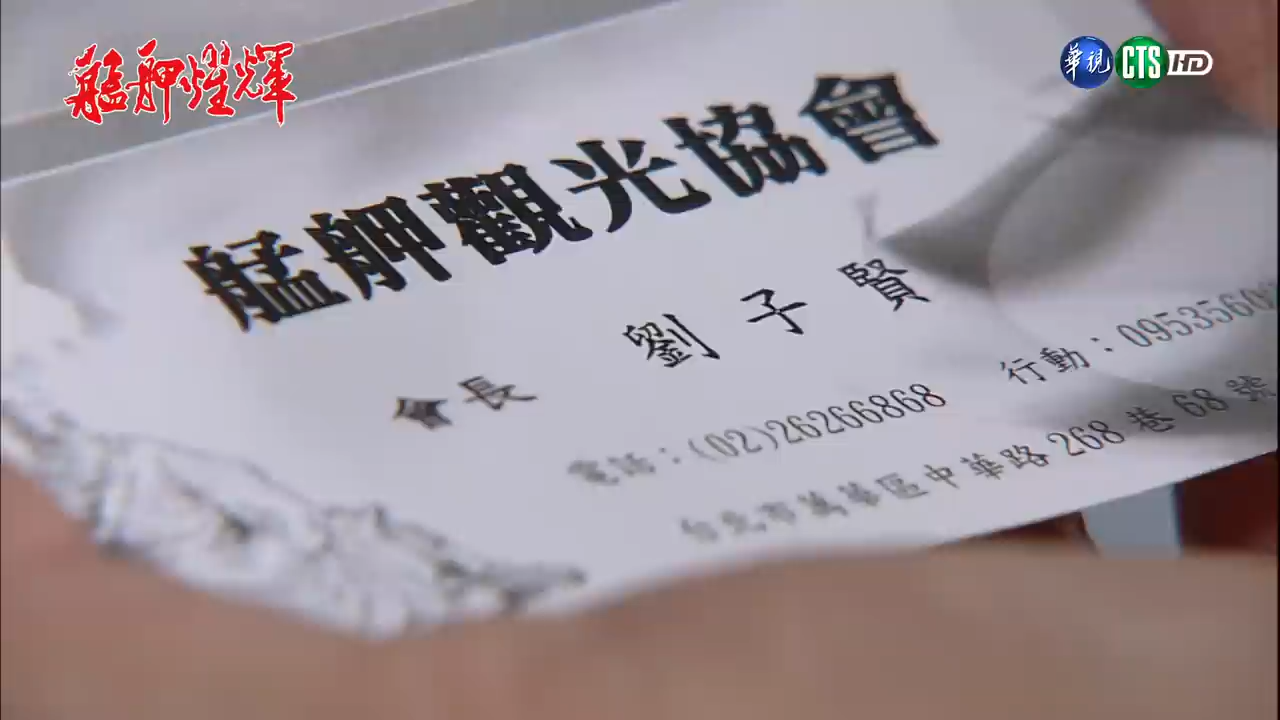 艋舺燿輝
華視 CTS HD
艋舺觀光協會
會長 劉子賢
電話：(02)26266868 行動：0953560
台北市萬華區中華路268巷68號